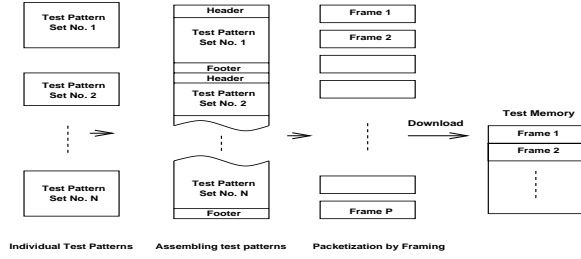 Test Pattern
Set No. 1
Test Pattern
Set No. 2
Test Pattern
Set No. N
Individual Test Patterns
Header
Test Pattern
Set No. 1
Footer
Header
Test Pattern
Set No. 2
Test Pattern
Set No. N
Footer
Assembling test patterns
Frame 1
Frame 2
Frame P
Packetization by Framing
Download
Test Memory
Frame 1
Frame 2